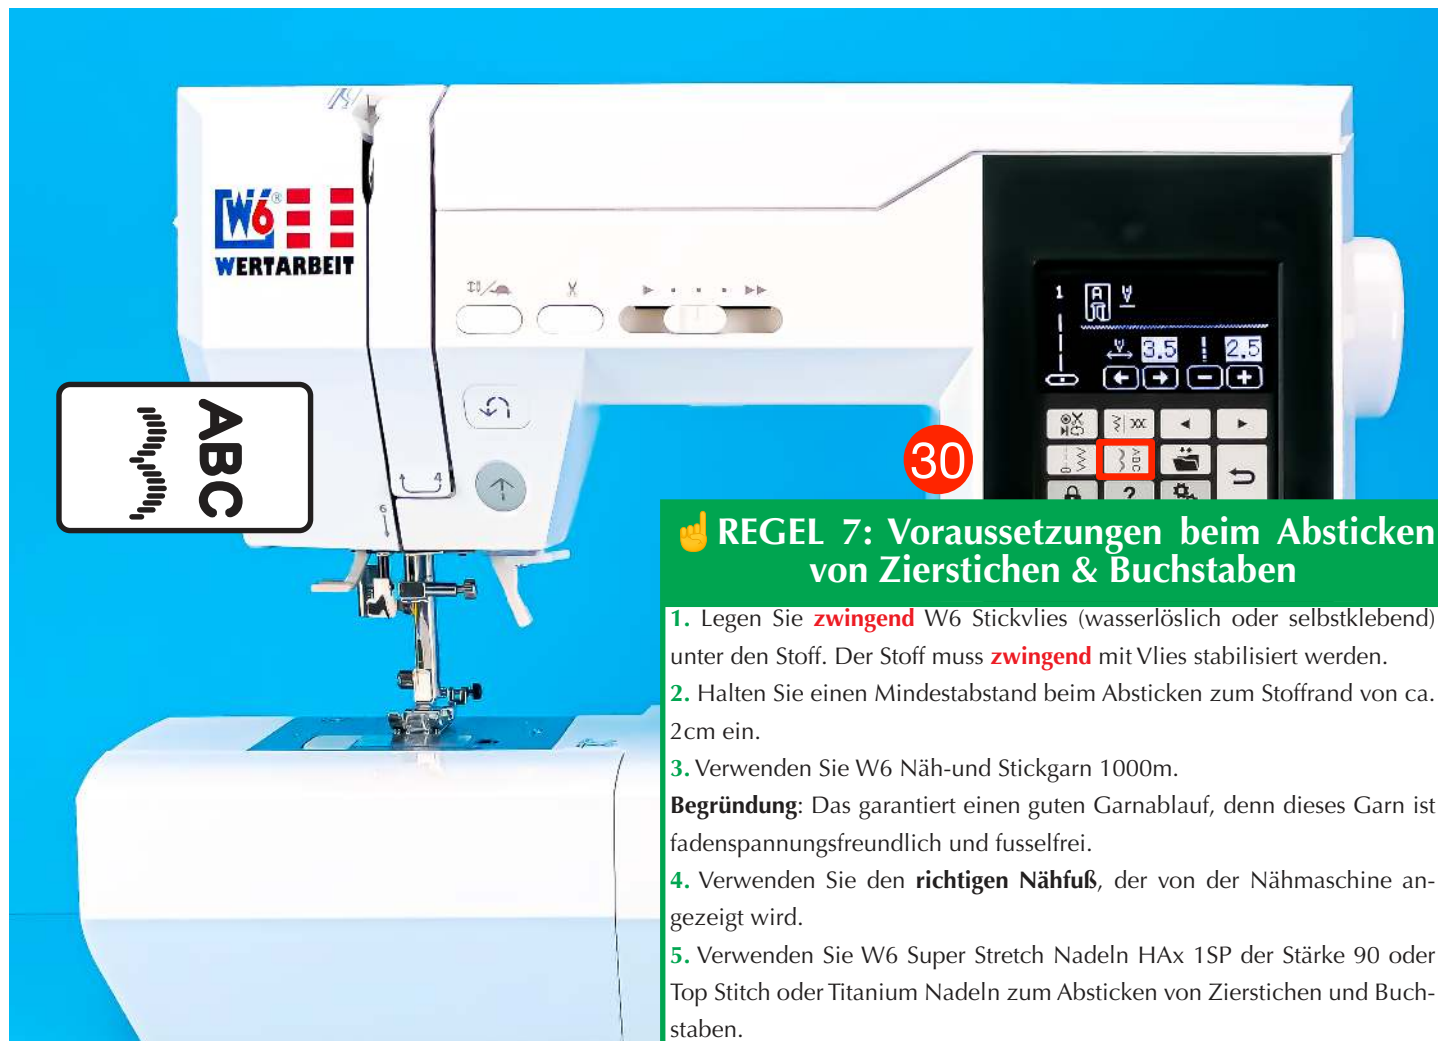 W6®
WERTARBEIT
1 A
3.5 2.5
ABC
ABC
30
?
4
6
☝REGEL 7: Voraussetzungen beim Absticken
von Zierstichen & Buchstaben
1. Legen Sie zwingend W6 Stickvlies (wasserlöslich oder selbstklebend)
unter den Stoff. Der Stoff muss zwingend mit Vlies stabilisiert werden.
2. Halten Sie einen Mindestabstand beim Absticken zum Stoffrand von ca.
2cm ein.
3. Verwenden Sie W6 Näh-und Stickgarn 1000m.
Begründung: Das garantiert einen guten Garnablauf, denn dieses Garn ist
fadenspannungsfreundlich und fusselfrei.
4. Verwenden Sie den richtigen Nähfuß, der von der Nähmaschine an-
gezeigt wird.
5. Verwenden Sie W6 Super Stretch Nadeln HAx 1SP der Stärke 90 oder
Top Stitch oder Titanium Nadeln zum Absticken von Zierstichen und Buch-
staben.